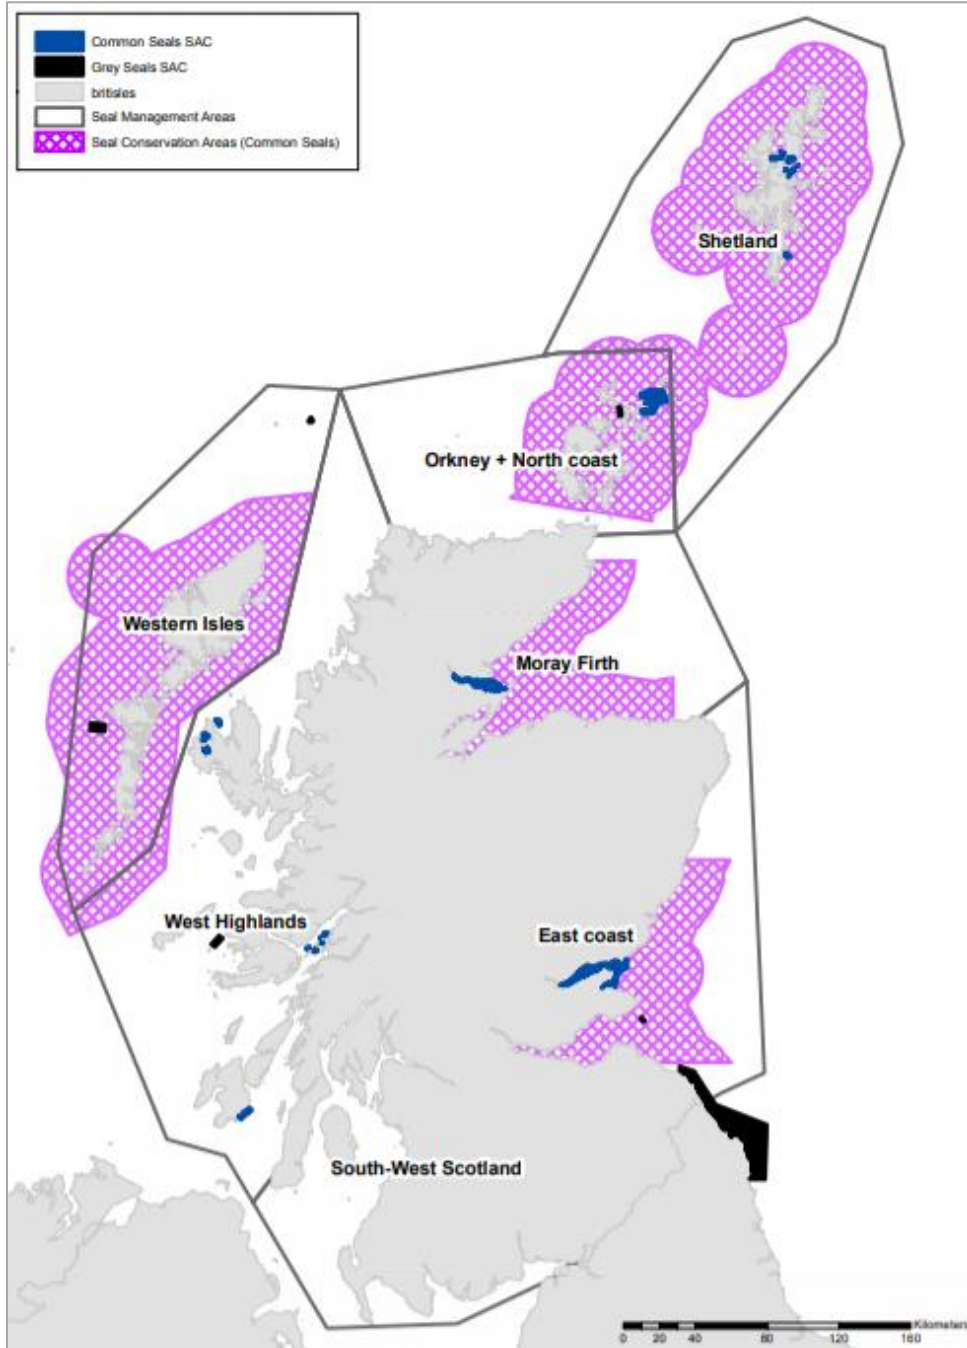 Common Seals SAC
Grey Seals SAC
britisles
Seal Management Areas
Seal Conservation Areas (Common Seals)
Shetland
Orkney + North coast
Western Isles
Moray Firth
West Highlands
East coast
South-West Scotland
Kilometers
0 20 40 80 120 160